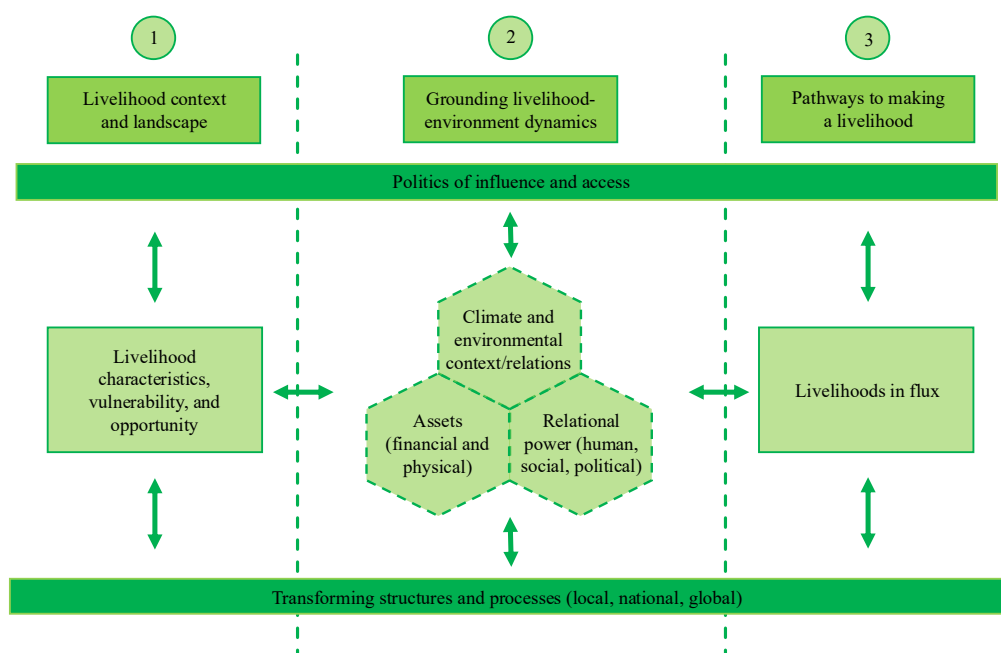 1
2
3
Livelihood context
and landscape
Grounding livelihood-
environment dynamics
Pathways to making
a livelihood
Politics of influence and access
Climate and
environmental
context/relations
Livelihood
characteristics,
vulnerability, and
opportunity
Assets
(financial and
physical)
Relational
power (human,
social, political)
Livelihoods in flux
Transforming structures and processes (local, national, global)